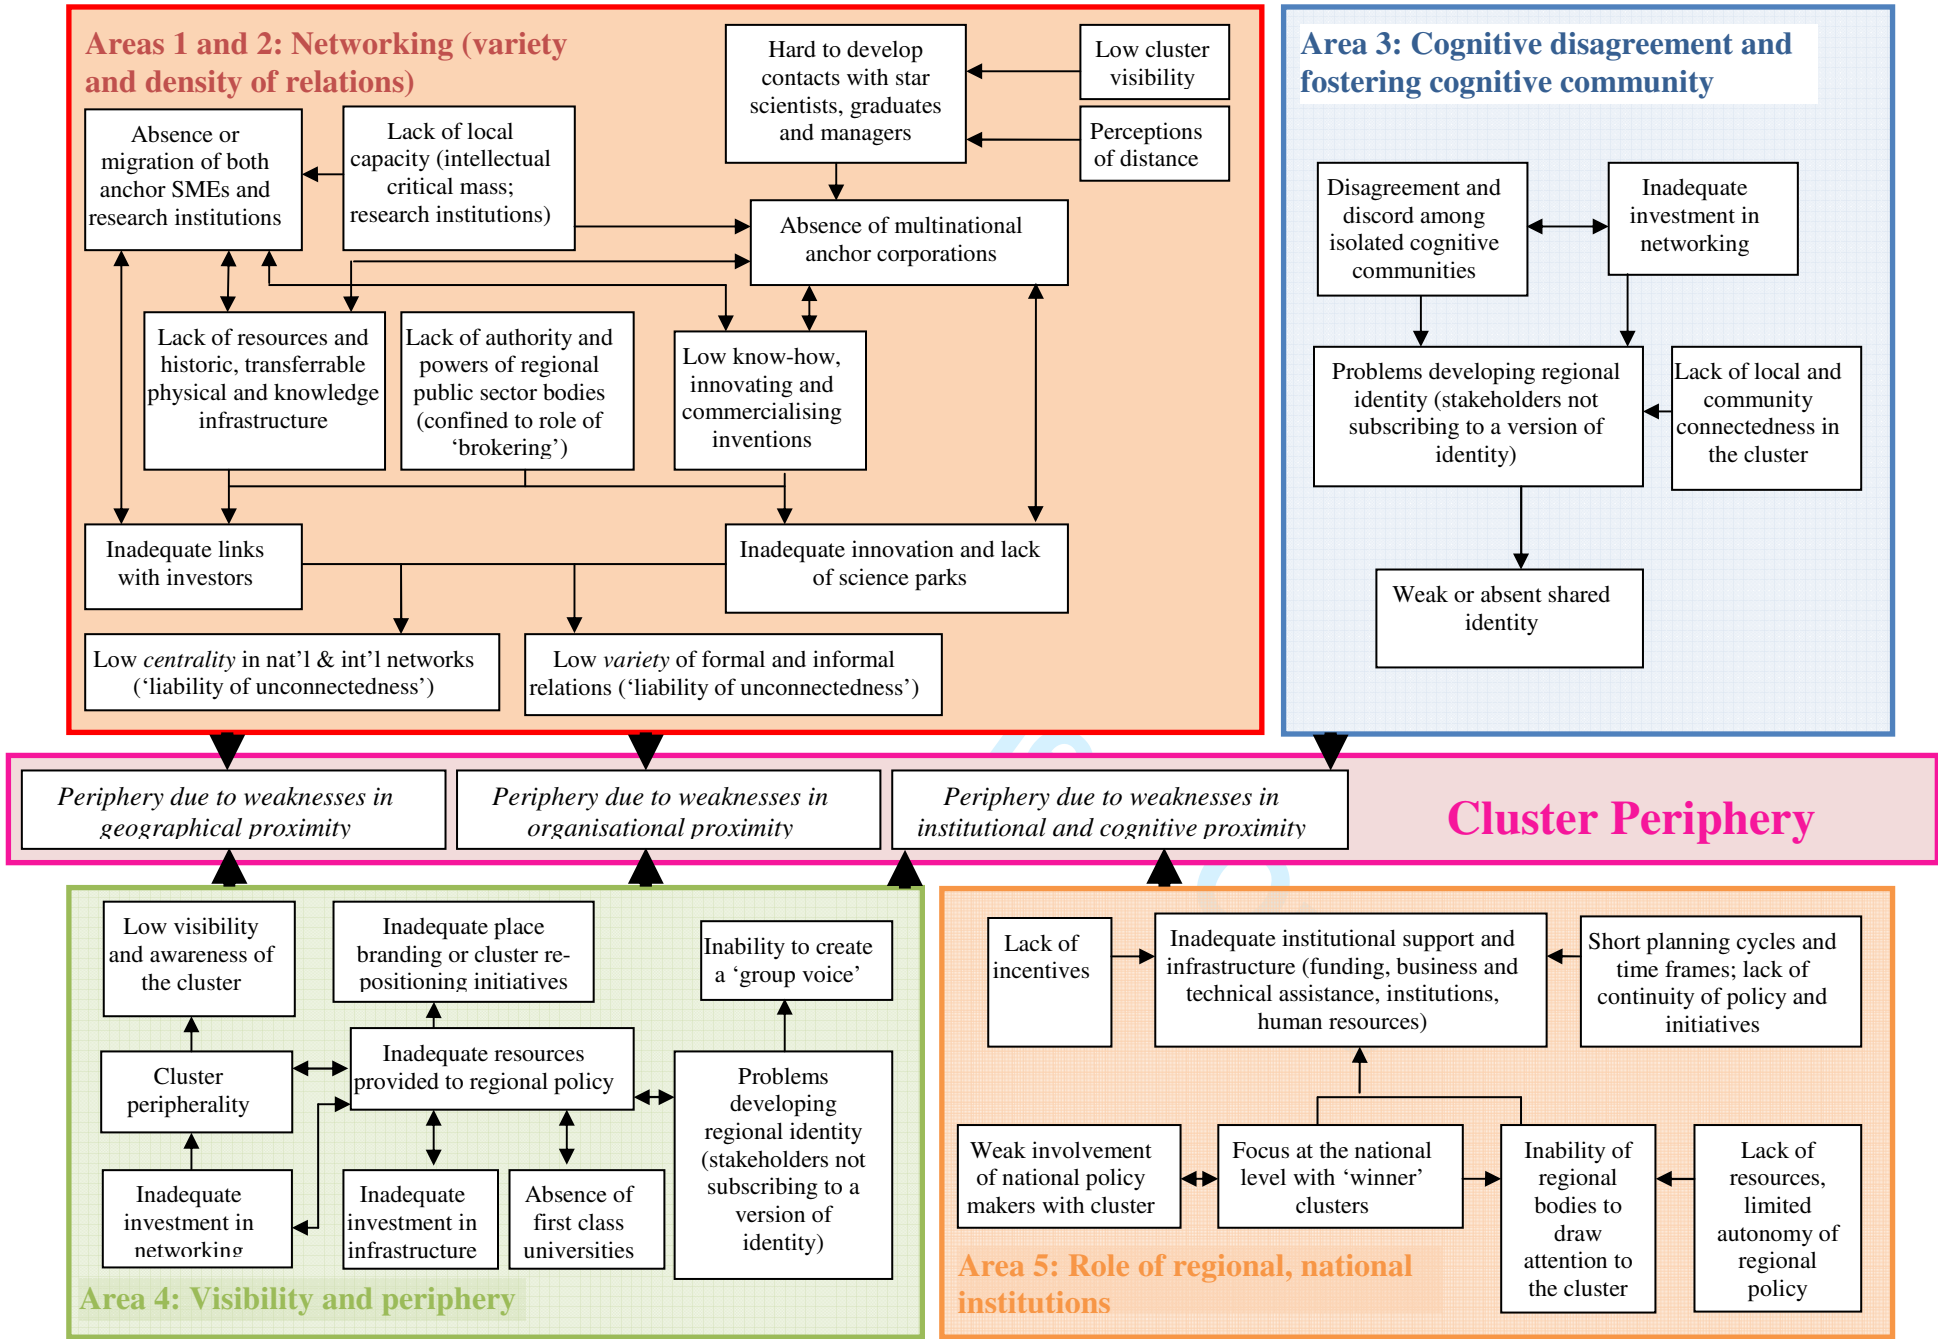 Areas 1 and 2: Networking (variety
and density of relations)
Hard to develop
contacts with star
scientists, graduates
and managers
Low cluster
visibility
Perceptions
of distance
Absence or
migration of both
anchor SMEs and
research institutions
Lack of local
capacity (intellectual
critical mass;
research institutions)
Absence of multinational
anchor corporations
Lack of resources and
historic, transferrable
physical and knowledge
infrastructure
Lack of authority and
powers of regional
public sector bodies
(confined to role of
‘brokering’)
Low know-how,
innovating and
commercialising
inventions
Inadequate links
with investors
Inadequate innovation and lack
of science parks
Low centrality in nat’l & int’l networks
(‘liability of unconnectedness’)
Low variety of formal and informal
relations (‘liability of unconnectedness’)
Area 3: Cognitive disagreement and
fostering cognitive community
Disagreement and
discord among
isolated cognitive
communities
Inadequate
investment in
networking
Problems developing regional
identity (stakeholders not
subscribing to a version of
identity)
Lack of local and
community
connectedness in
the cluster
Weak or absent shared
identity
Periphery due to weaknesses in
geographical proximity
Periphery due to weaknesses in
organisational proximity
Periphery due to weaknesses in
institutional and cognitive proximity
Cluster Periphery
Low visibility
and awareness of
the cluster
Inadequate place
branding or cluster re-
positioning initiatives
Inability to create
a ‘group voice’
Cluster
peripherality
Inadequate resources
provided to regional policy
Problems
developing
regional identity
(stakeholders not
subscribing to a
version of
identity)
Inadequate
investment in
networking
Inadequate
investment in
infrastructure
Absence of
first class
universities
Area 4: Visibility and periphery
Lack of
incentives
Inadequate institutional support and
infrastructure (funding, business and
technical assistance, institutions,
human resources)
Short planning cycles and
time frames; lack of
continuity of policy and
initiatives
Weak involvement
of national policy
makers with cluster
Focus at the national
level with ‘winner’
clusters
Inability of
regional
bodies to
draw
attention to
the cluster
Lack of
resources,
limited
autonomy of
regional
policy
Area 5: Role of regional, national
institutions